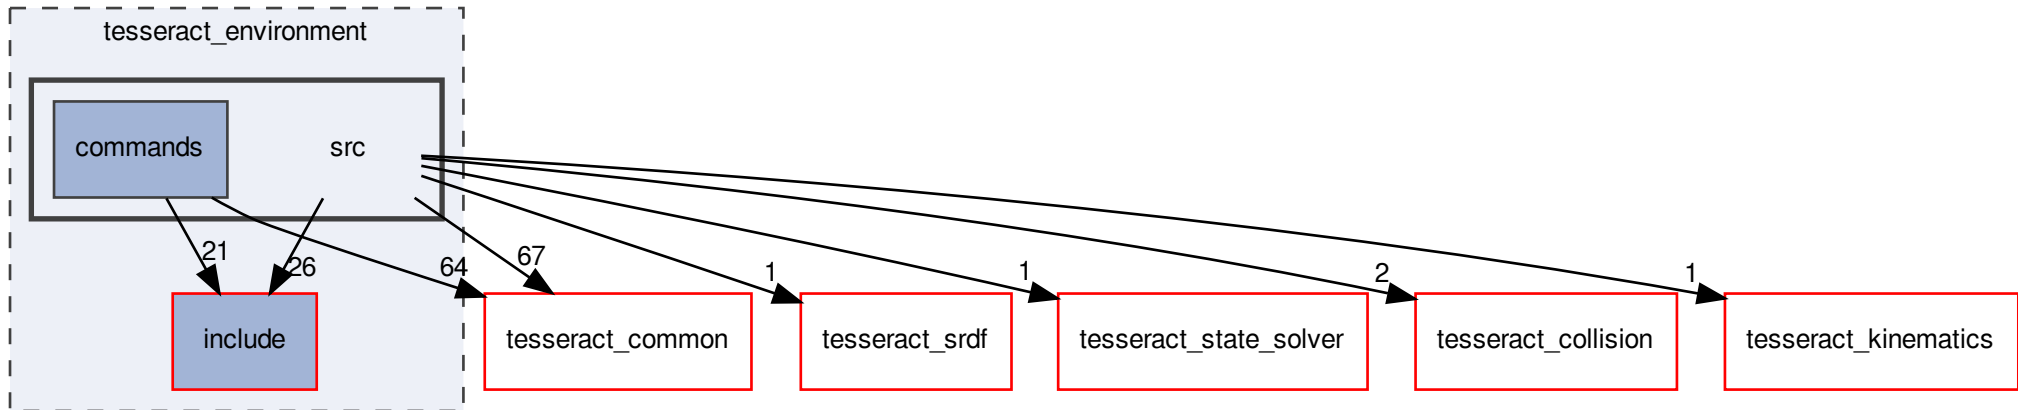 tesseract_environment
commands
src
21
26
64
67
1
1
2
1
include
tesseract_common
tesseract_srdf
tesseract_state_solver
tesseract_collision
tesseract_kinematics